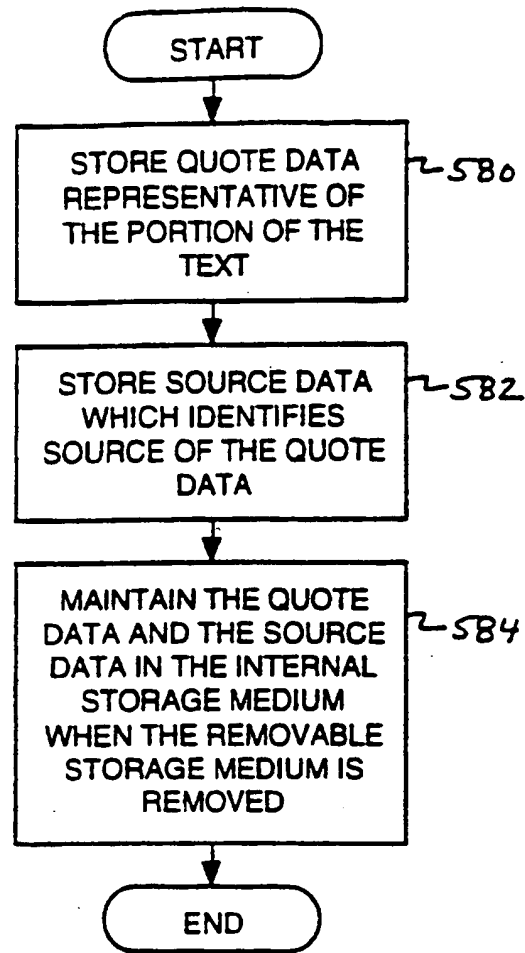 START
STORE QUOTE DATA
REPRESENTATIVE OF
THE PORTION OF THE
TEXT
580
STORE SOURCE DATA
WHICH IDENTIFIES
SOURCE OF THE QUOTE
DATA
582
MAINTAIN THE QUOTE
DATA AND THE SOURCE
DATA IN THE INTERNAL
STORAGE MEDIUM
WHEN THE REMOVABLE
STORAGE MEDIUM IS
REMOVED
584
END